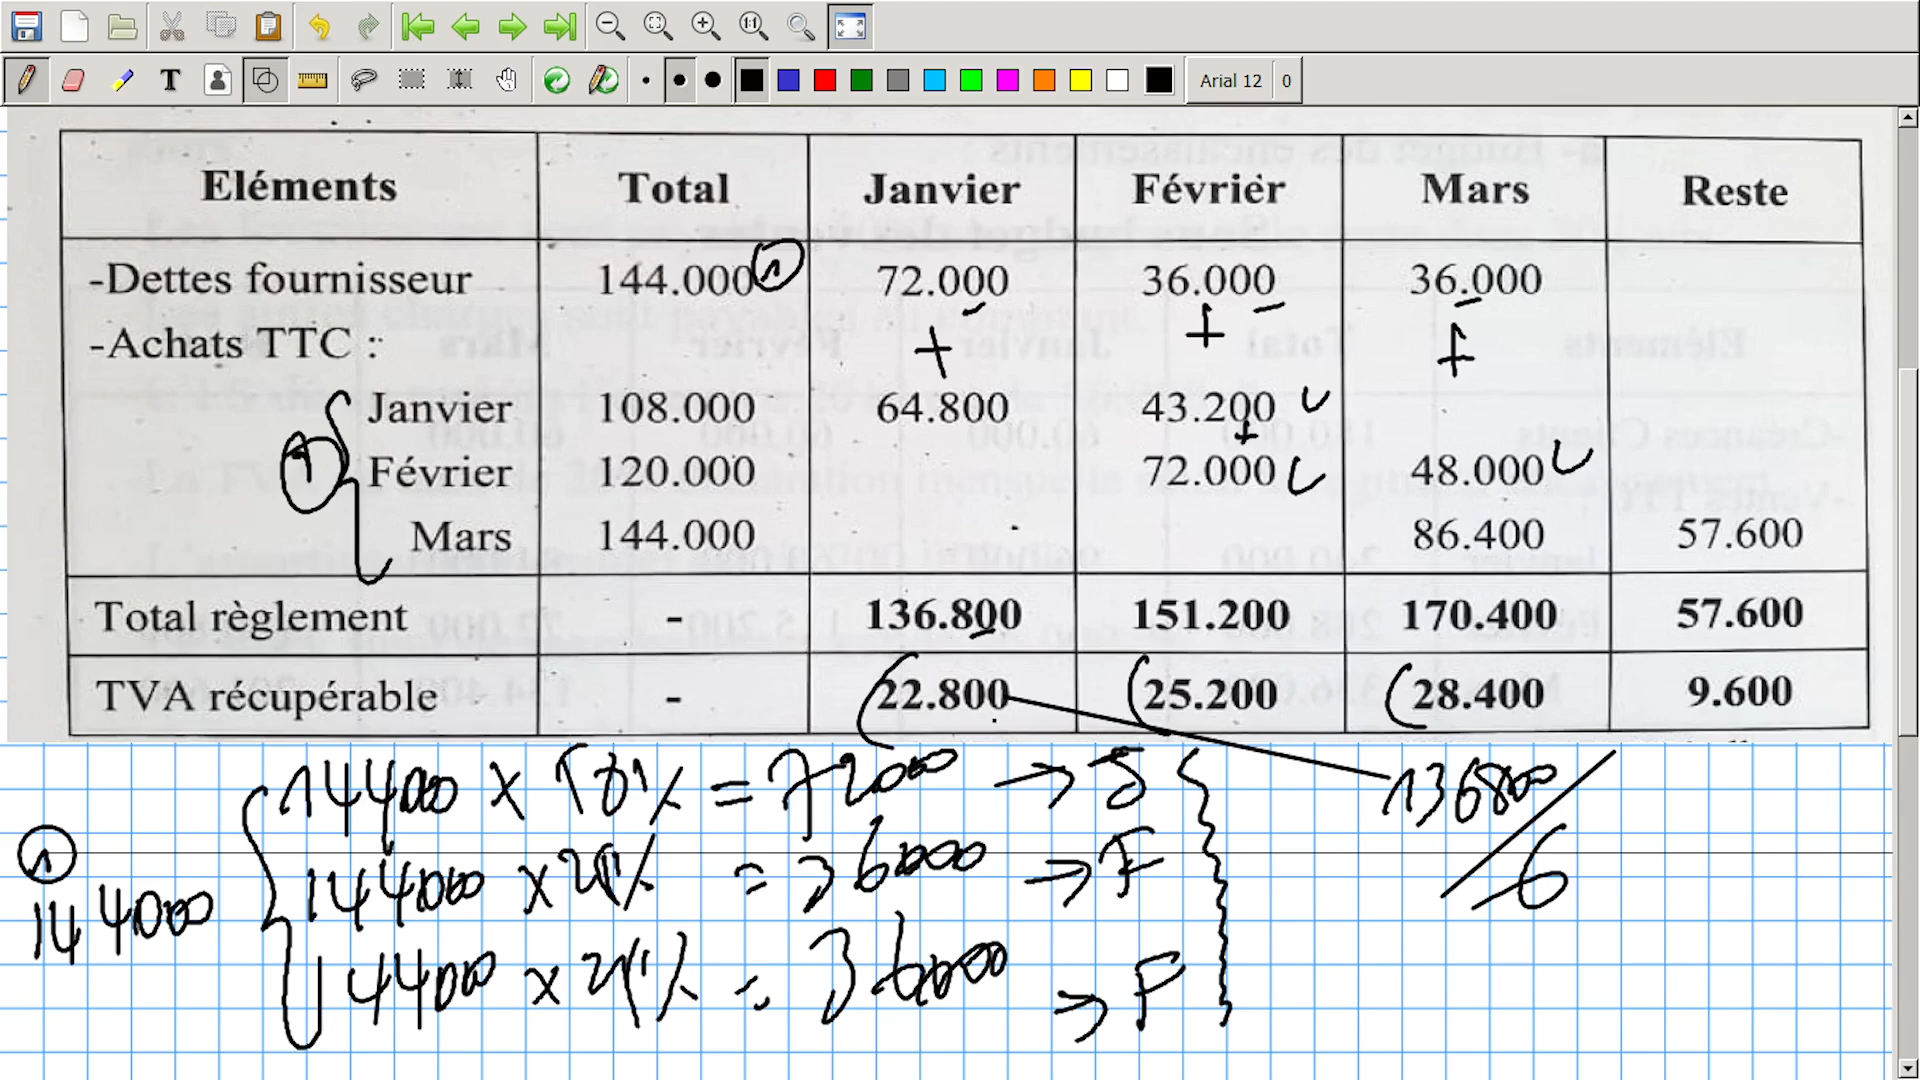 Arial 12 0
Eléments Total Janvier Février Mars Reste
-Dettes fournisseur 144.000 1 72.000 36.000 36.000
-Achats TTC : + + +
Janvier 108.000 64.800 43.200
+
Février 120.000 72.000 48.000
Mars 144.000 86.400 57.600
Total règlement - 136.800 151.200 170.400 57.600
TVA récupérable - 22.800 25.200 28.400 9.600
144000 x 50% = 72000 → J 136800/6
1 144000 x 25% = 36000 → F
144000
144000 x 25% = 36000 → F